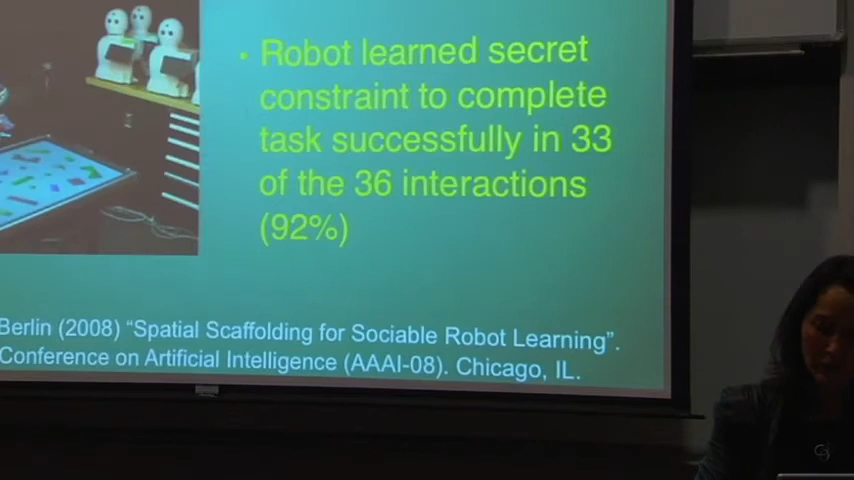 • Robot learned secret
constraint to complete
task successfully in 33
of the 36 interactions
(92%)
Berlin (2008) “Spatial Scaffolding for Sociable Robot Learning”.
Conference on Artificial Intelligence (AAAI-08). Chicago, IL.